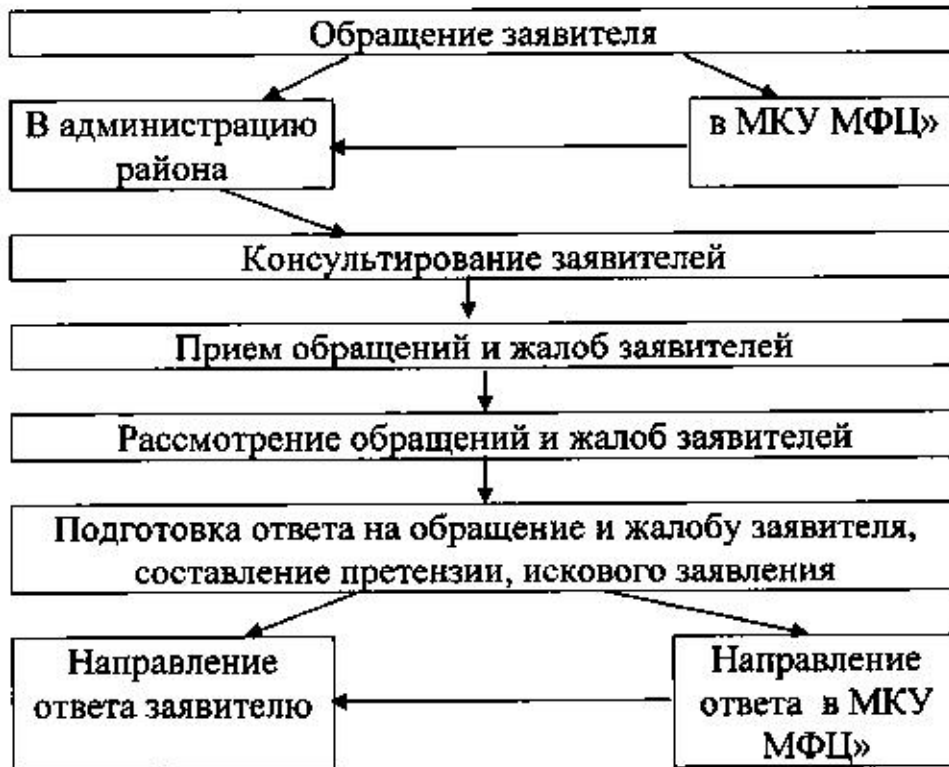 Обращение заявителя
В администрацию
района
в МКУ МФЦ»
Консультирование заявителей
Прием обращений и жалоб заявителей
Рассмотрение обращений и жалоб заявителей
Подготовка ответа на обращение и жалобу заявителя,
составление претензии, искового заявления
Направление
ответа заявителю
Направление
ответа в МКУ
МФЦ»